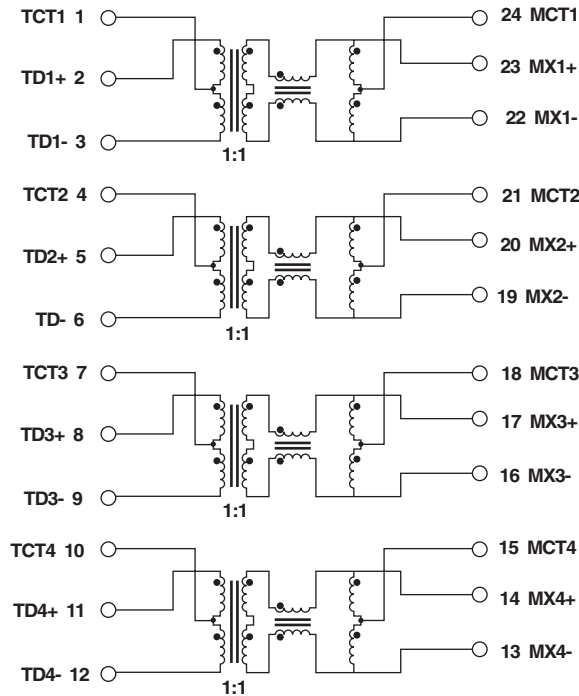 TCT1 1
24 MCT1
TD1+ 2
23 MX1+
TD1- 3
22 MX1-
1:1
TCT2 4
21 MCT2
TD2+ 5
20 MX2+
TD- 6
19 MX2-
1:1
TCT3 7
18 MCT3
TD3+ 8
17 MX3+
TD3- 9
16 MX3-
1:1
TCT4 10
15 MCT4
TD4+ 11
14 MX4+
TD4- 12
13 MX4-
1:1